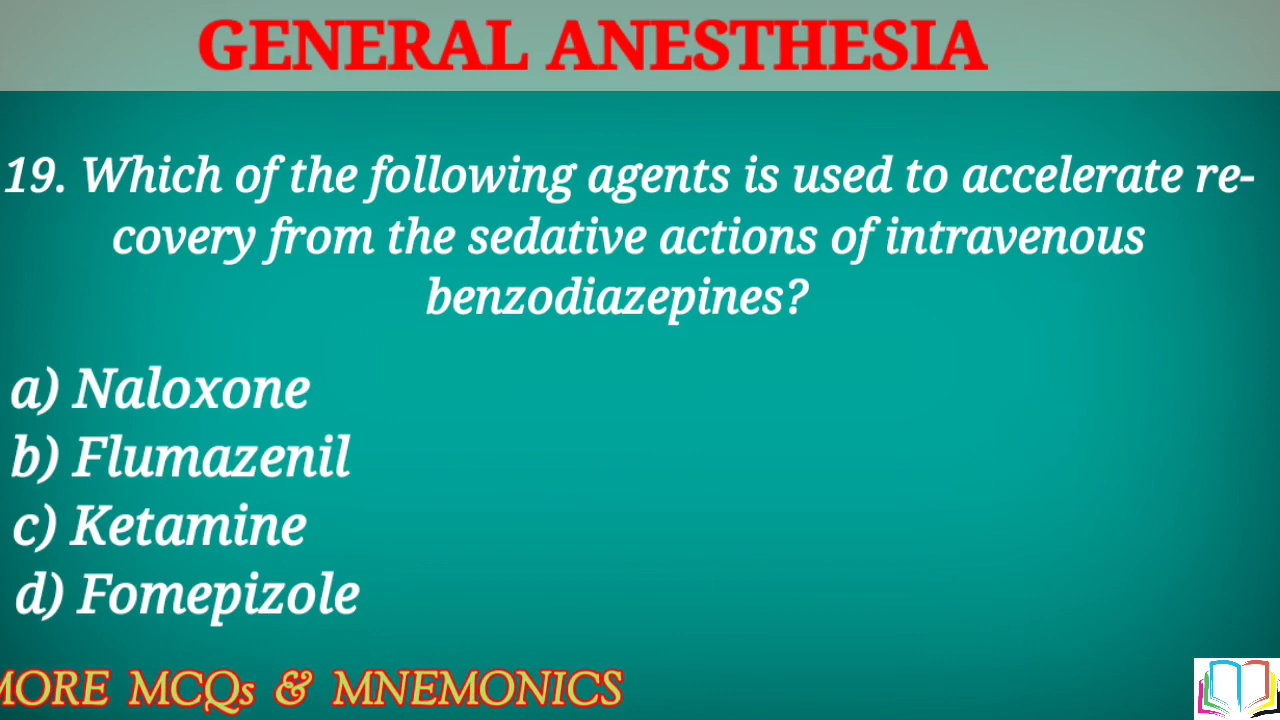 GENERAL ANESTHESIA
19. Which of the following agents is used to accelerate re-
covery from the sedative actions of intravenous
benzodiazepines?
a) Naloxone
b) Flumazenil
c) Ketamine
d) Fomepizole
MORE MCQs & MNEMONICS